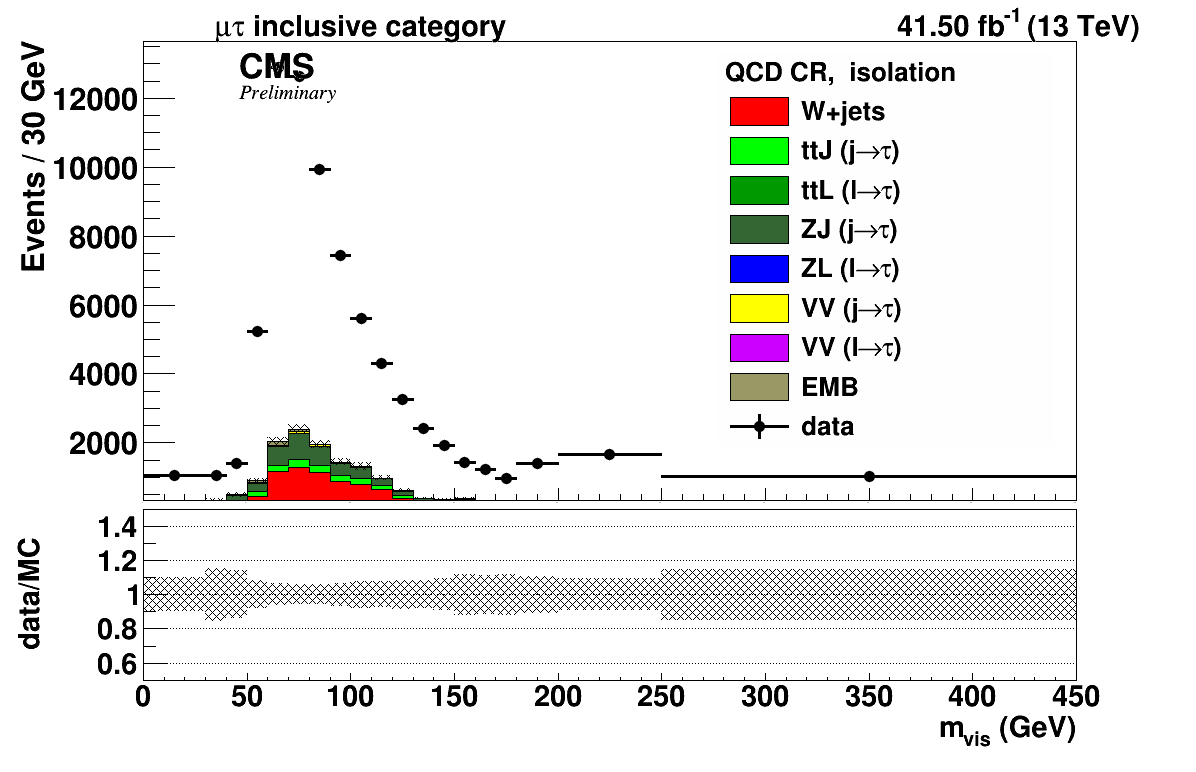 μτ inclusive category
41.50 fb-1 (13 TeV)
CMS
Preliminary
Events / 30 GeV
12000
10000
8000
6000
4000
2000
QCD CR, isolation
W+jets
ttJ (j→τ)
ttL (l→τ)
ZJ (j→τ)
ZL (l→τ)
VV (j→τ)
VV (l→τ)
EMB
data
data/MC
1.4
1.2
1
0.8
0.6
0 50 100 150 200 250 300 350 400 450
mvis (GeV)